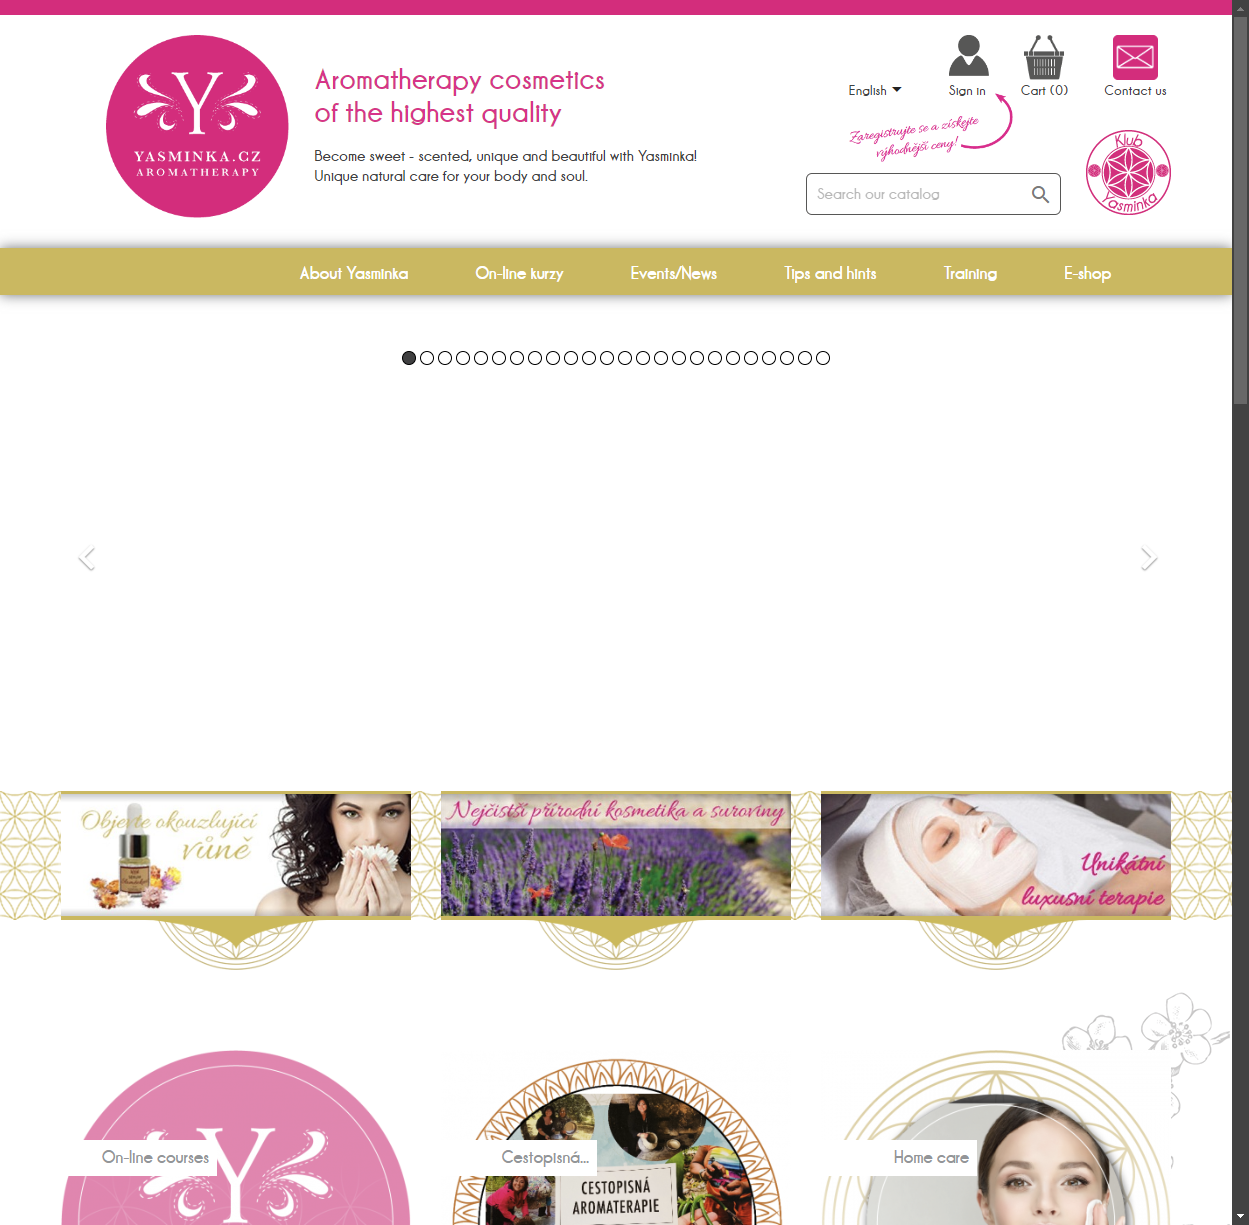 YASMINKA.CZ
AROMATHERAPY
Aromatherapy cosmetics
of the highest quality
Become sweet - scented, unique and beautiful with Yasminka!
Unique natural care for your body and soul.
English
Sign in
Cart (0)
Contact us
Zaregistrujte se a získejte
výhodnější ceny!
Search our catalog
Klub
Yasminka
About Yasminka
On-line kurzy
Events/News
Tips and hints
Training
E-shop
Objevte okouzlující
vůně
Nejčistší přírodní kosmetika a suroviny
Unikátní
luxusní terapie
On-line courses
Cestopisná...
CESTOPISNÁ
AROMATERAPIE
Home care